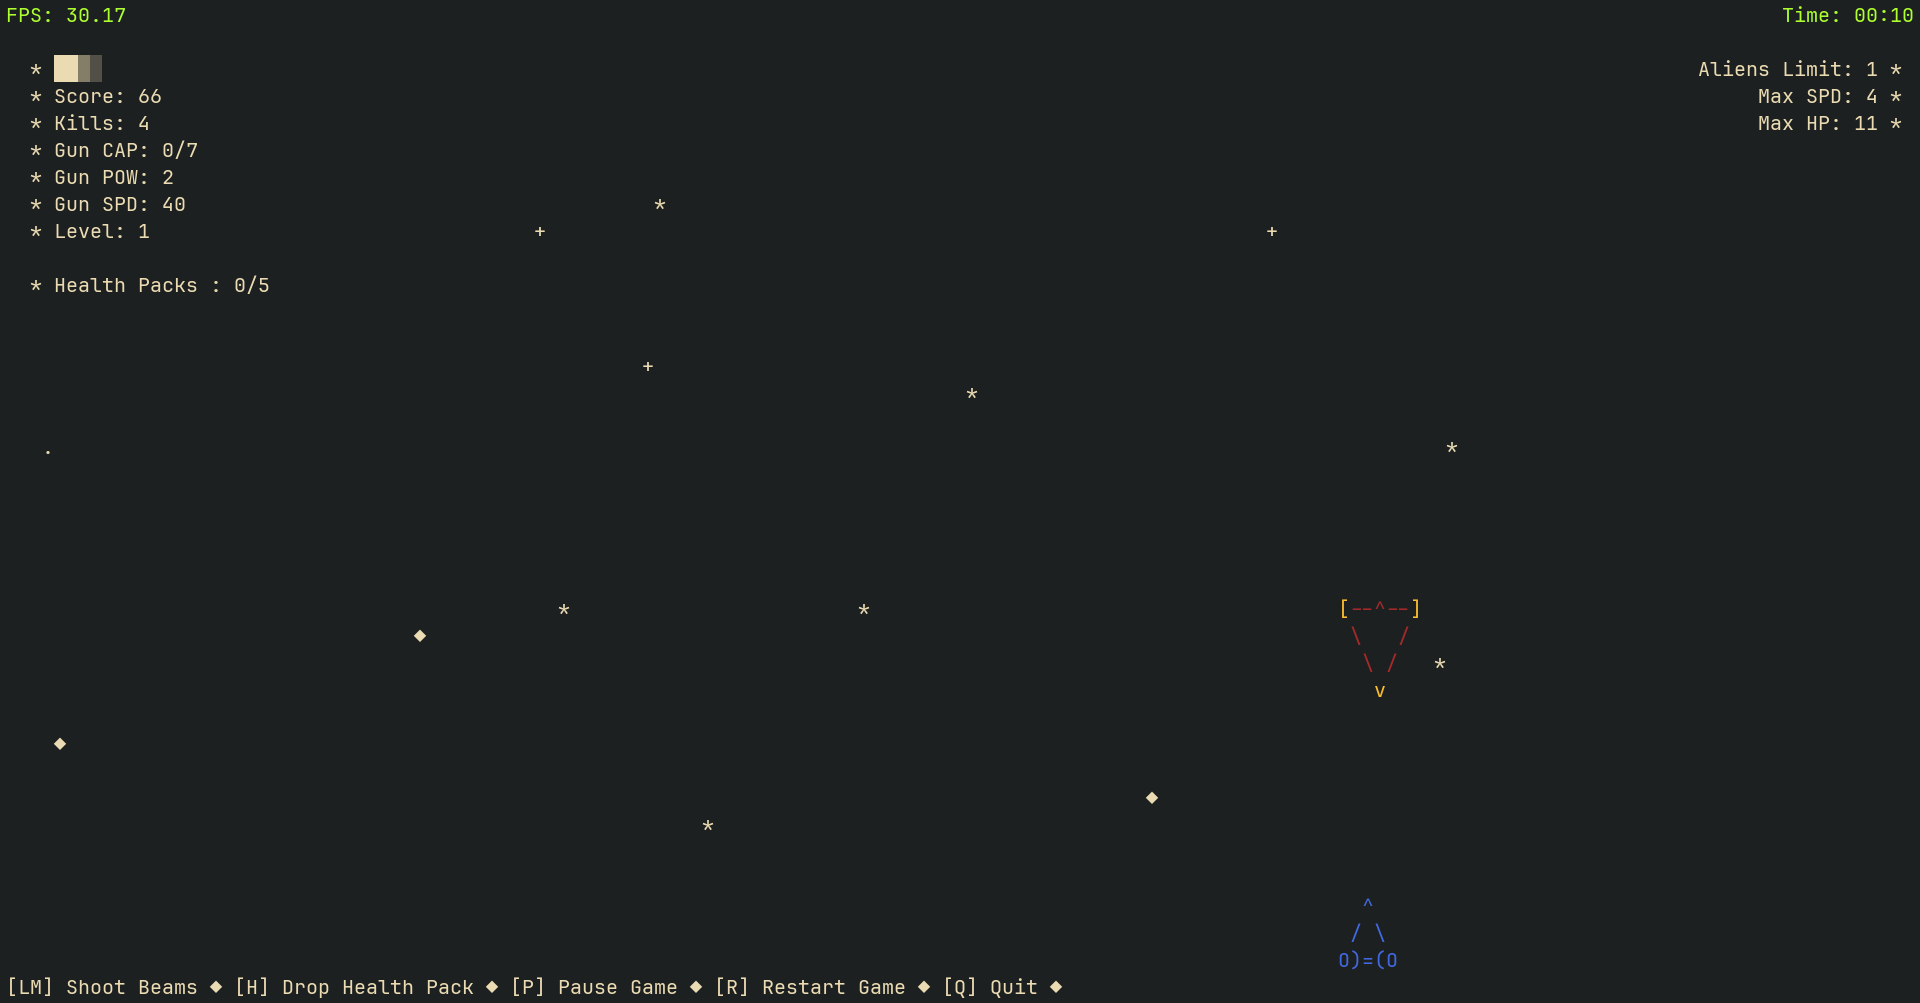 FPS: 30.17
Time: 00:10
* Score: 66
* Kills: 4
* Gun CAP: 0/7
* Gun POW: 2
* Gun SPD: 40
* Level: 1
* Health Packs : 0/5
Aliens Limit: 1 *
Max SPD: 4 *
Max HP: 11 *
[--^--]
\   /
\ /
v
^
/ \
O)=(O
[LM] Shoot Beams ◆ [H] Drop Health Pack ◆ [P] Pause Game ◆ [R] Restart Game ◆ [Q] Quit ◆